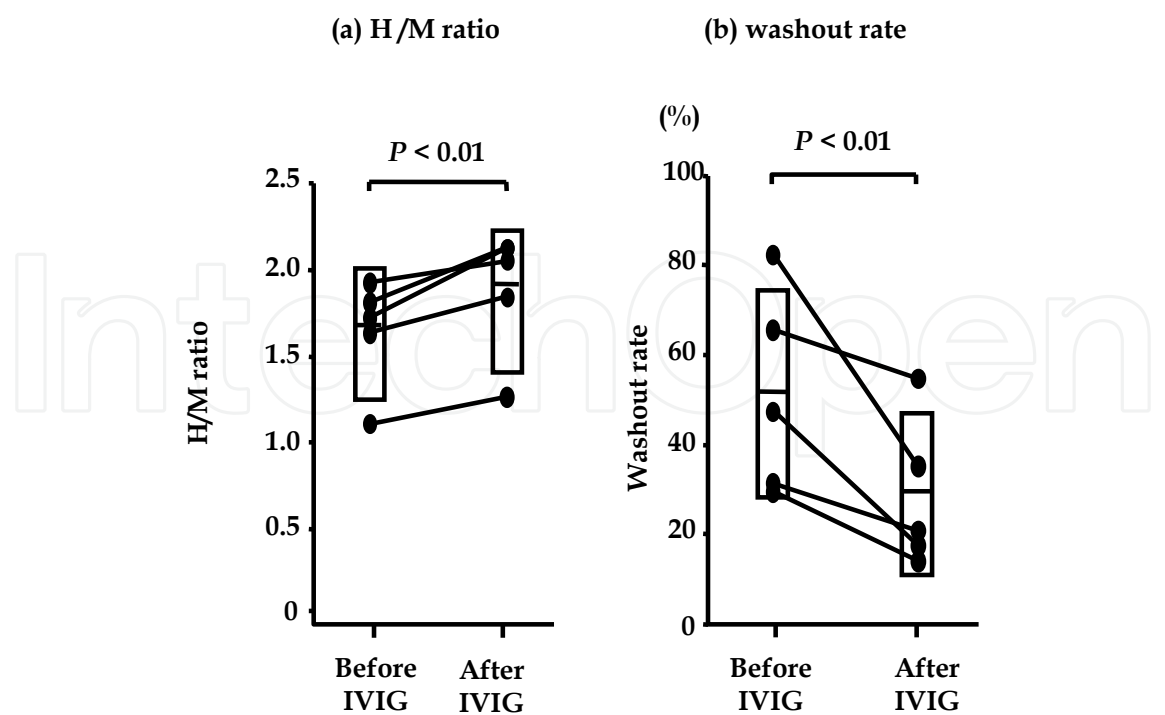 (a) H/M ratio
(b) washout rate
P < 0.01
2.5
2.0
1.5
1.0
0.5
0
H/M ratio
Before
IVIG
After
IVIG
(%)
P < 0.01
100
80
60
40
20
0
Washout rate
Before
IVIG
After
IVIG
IntechOpen